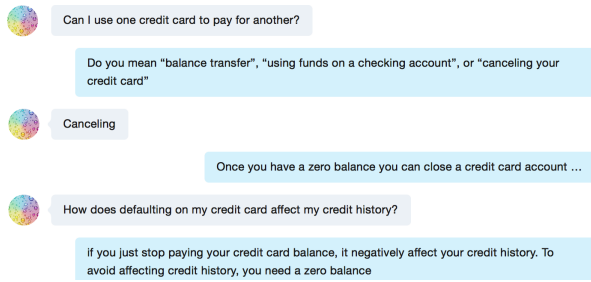 Can I use one credit card to pay for another?
Do you mean “balance transfer”, “using funds on a checking account”, or “canceling your
credit card”
Canceling
Once you have a zero balance you can close a credit card account …
How does defaulting on my credit card affect my credit history?
if you just stop paying your credit card balance, it negatively affect your credit history. To
avoid affecting credit history, you need a zero balance